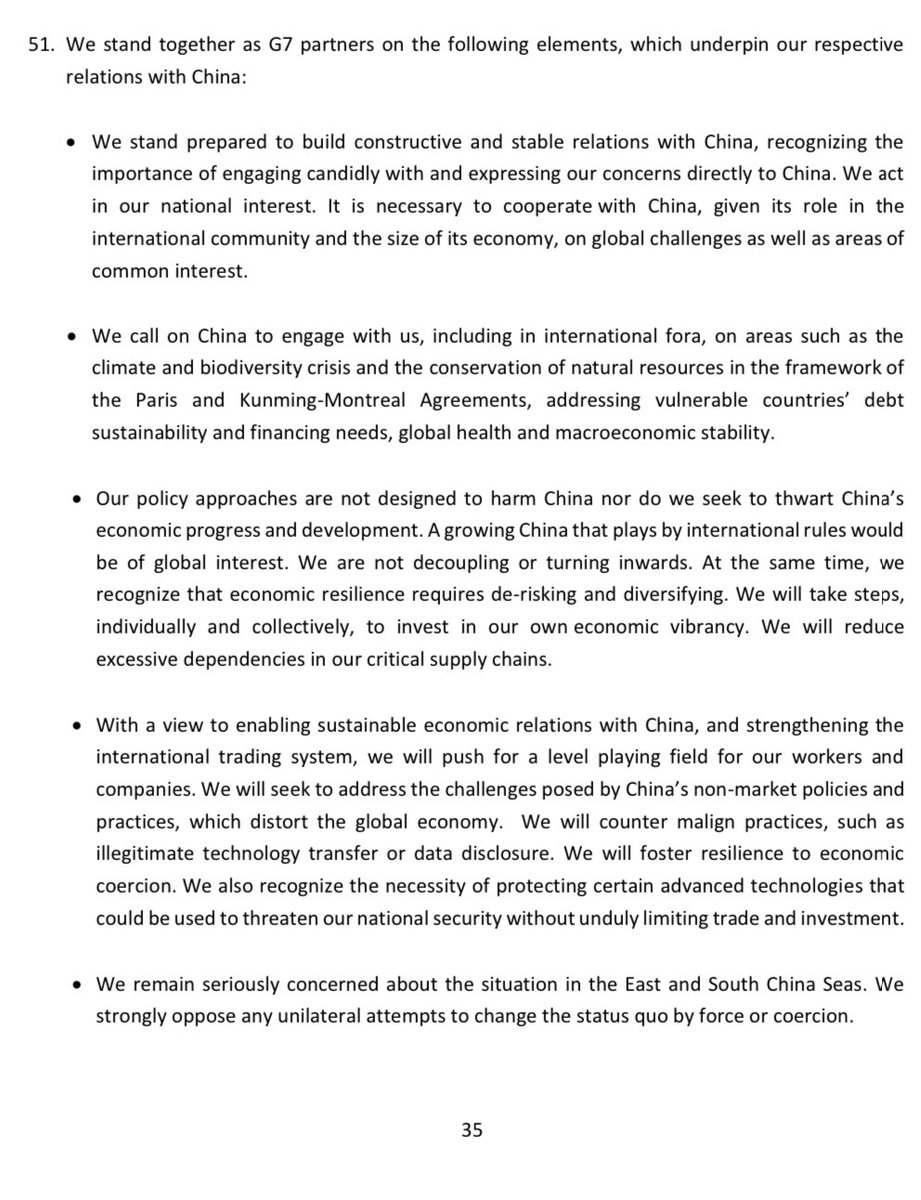 51. We stand together as G7 partners on the following elements, which underpin our respective
relations with China:
• We stand prepared to build constructive and stable relations with China, recognizing the
importance of engaging candidly with and expressing our concerns directly to China. We act
in our national interest. It is necessary to cooperate with China, given its role in the
international community and the size of its economy, on global challenges as well as areas of
common interest.
• We call on China to engage with us, including in international fora, on areas such as the
climate and biodiversity crisis and the conservation of natural resources in the framework of
the Paris and Kunming-Montreal Agreements, addressing vulnerable countries’ debt
sustainability and financing needs, global health and macroeconomic stability.
• Our policy approaches are not designed to harm China nor do we seek to thwart China’s
economic progress and development. A growing China that plays by international rules would
be of global interest. We are not decoupling or turning inwards. At the same time, we
recognize that economic resilience requires de-risking and diversifying. We will take steps,
individually and collectively, to invest in our own economic vibrancy. We will reduce
excessive dependencies in our critical supply chains.
• With a view to enabling sustainable economic relations with China, and strengthening the
international trading system, we will push for a level playing field for our workers and
companies. We will seek to address the challenges posed by China’s non-market policies and
practices, which distort the global economy. We will counter malign practices, such as
illegitimate technology transfer or data disclosure. We will foster resilience to economic
coercion. We also recognize the necessity of protecting certain advanced technologies that
could be used to threaten our national security without unduly limiting trade and investment.
• We remain seriously concerned about the situation in the East and South China Seas. We
strongly oppose any unilateral attempts to change the status quo by force or coercion.
35